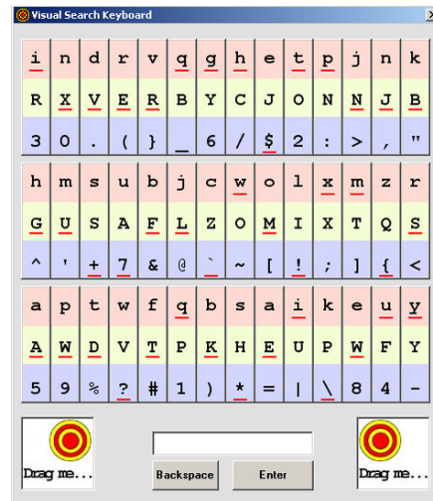 Visual Search Keyboard
i n d r v q g h e t p j n k
R X V E R B Y C J O N N J B
3 0 . ( } _ 6 / $ 2 : > , "
h m s u b j c w o l x m z r
G U S A F L Z O M I X T Q S
^ ' + 7 & @ ` ~ [ ! ; ] { <
a p t w f q b s a i k e u y
A W D V T P K H E U P W F Y
5 9 % ? # 1 ) * = | \ 8 4 -
Drag me...
Backspace
Enter
Drag me...